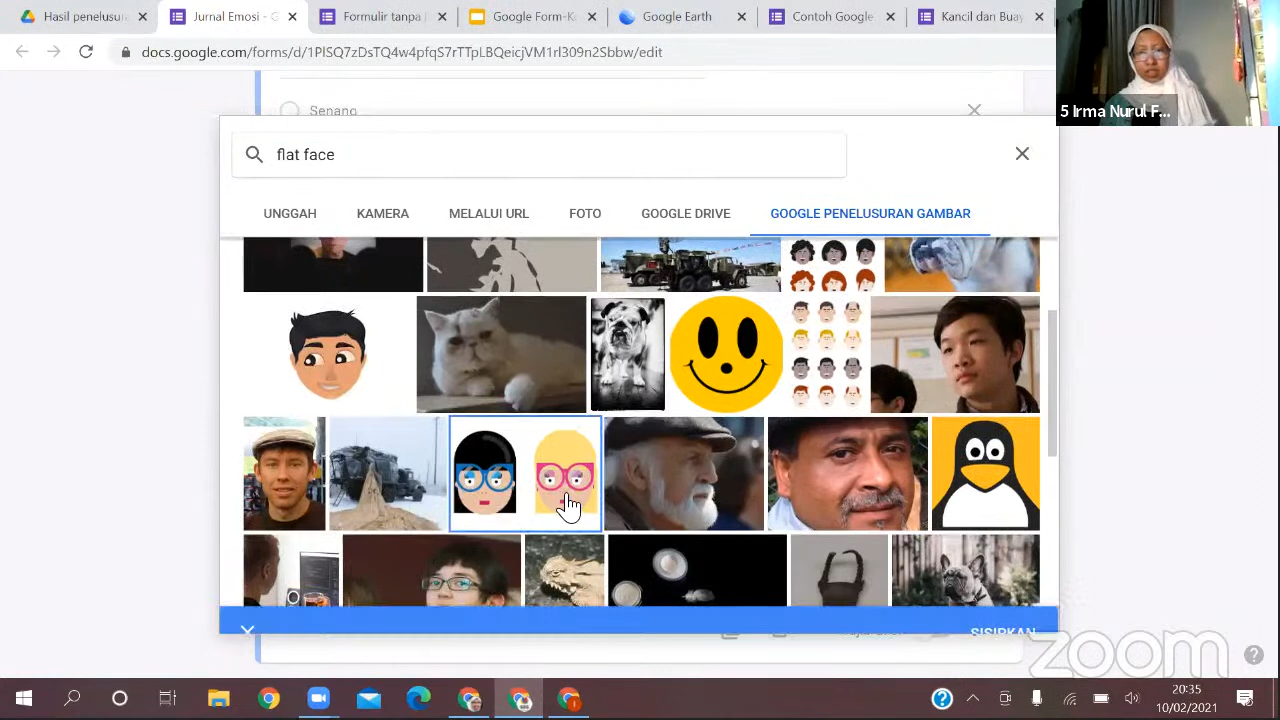 Hasil penelusu
Jurnal Emosi - G
Formulir tanpa j
Google Form-Ke
Google Earth
Contoh Google
Kancil dan Buay
docs.google.com/forms/d/1PlSQ7zDsTQ4w4pfqS7rTTpLBQeicjVM1rl309n2Sbbw/edit
5 Irma Nurul F...
Senang
flat face
UNGGAH
KAMERA
MELALUI URL
FOTO
GOOGLE DRIVE
GOOGLE PENELUSURAN GAMBAR
SISIPKAN
zoom
20:35
10/02/2021